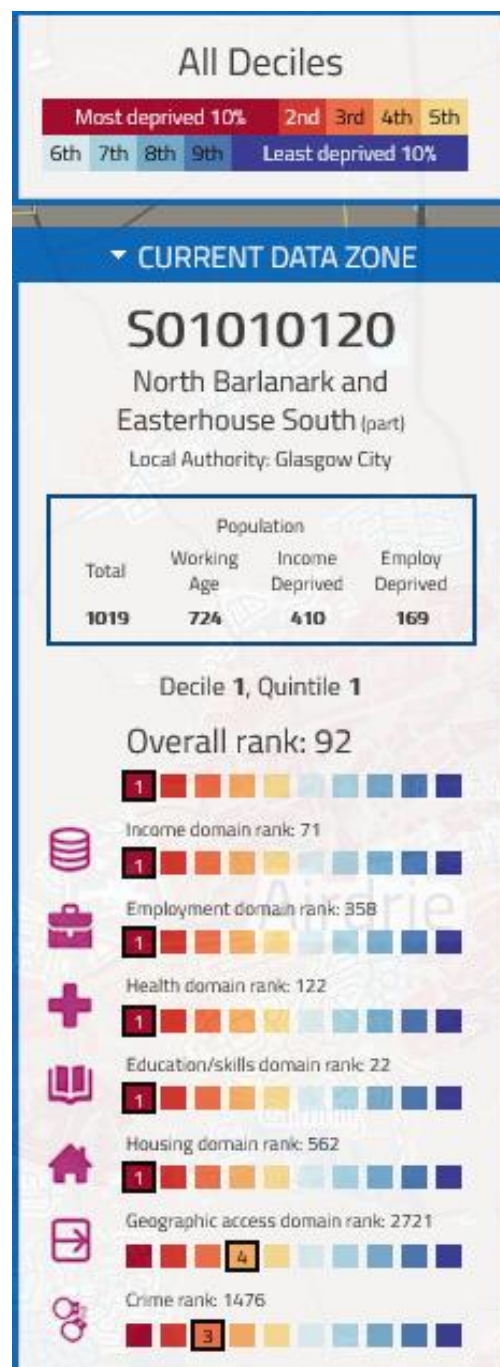 All Deciles
Most deprived 10% 2nd 3rd 4th 5th
6th 7th 8th 9th Least deprived 10%
CURRENT DATA ZONE
S01010120
North Barlanark and
Easterhouse South (part)
Local Authority: Glasgow City
Population
Total Working Age Income Deprived Employ Deprived
1019 724 410 169
Decile 1, Quintile 1
Overall rank: 92
1
Income domain rank: 71
1
Employment domain rank: 358
1
Health domain rank: 122
1
Education/skills domain rank: 22
1
Housing domain rank: 562
1
Geographic access domain rank: 2721
4
Crime rank: 1476
3
Airdrie